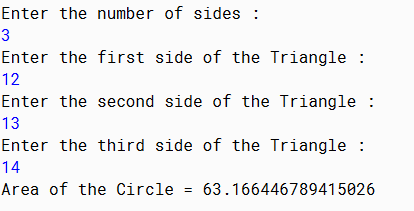 Enter the number of sides :
3
Enter the first side of the Triangle :
12
Enter the second side of the Triangle :
13
Enter the third side of the Triangle :
14
Area of the Circle = 63.166446789415026